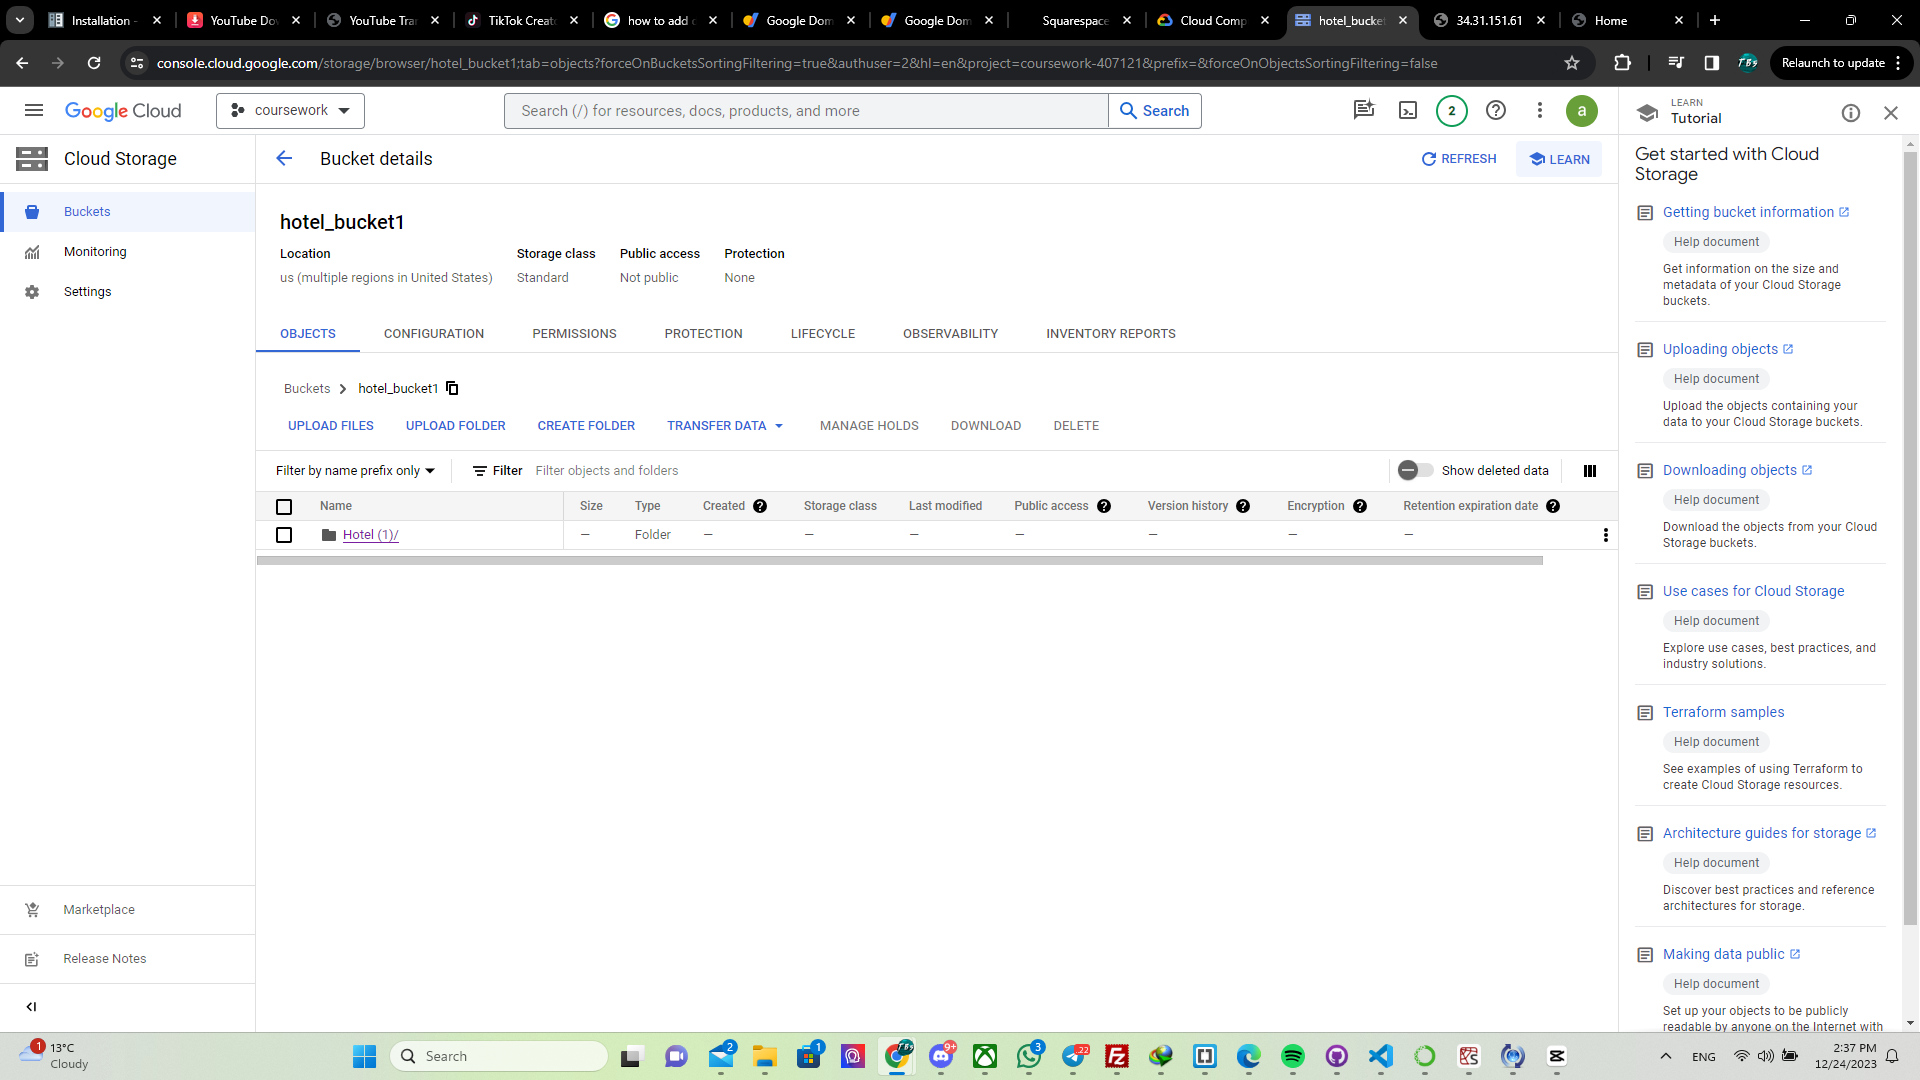 Installation -
YouTube Dov
YouTube Tra
TikTok Creat
how to add c
Google Dom
Google Dom
Squarespace
Cloud Comp
hotel_bucket
34.31.151.61
Home
console.cloud.google.com/storage/browser/hotel_bucket1;tab=objects?forceOnBucketsSortingFiltering=true&authuser=2&hl=en&project=coursework-407121&prefix=&forceOnObjectsSortingFiltering=false
Relaunch to update
Google Cloud
coursework
Search (/) for resources, docs, products, and more
Search
2
a
LEARN
Tutorial
Cloud Storage
Bucket details
REFRESH
LEARN
Buckets
Monitoring
Settings
hotel_bucket1
Location Storage class Public access Protection
us (multiple regions in United States) Standard Not public None
OBJECTS CONFIGURATION PERMISSIONS PROTECTION LIFECYCLE OBSERVABILITY INVENTORY REPORTS
Buckets > hotel_bucket1
UPLOAD FILES UPLOAD FOLDER CREATE FOLDER TRANSFER DATA MANAGE HOLDS DOWNLOAD DELETE
Filter by name prefix only Filter Filter objects and folders Show deleted data
Name Size Type Created Storage class Last modified Public access Version history Encryption Retention expiration date
Hotel (1)/ — Folder — — — — — — —
Marketplace
Release Notes
Get started with Cloud
Storage
Getting bucket information
Help document
Get information on the size and
metadata of your Cloud Storage
buckets.
Uploading objects
Help document
Upload the objects containing your
data to your Cloud Storage buckets.
Downloading objects
Help document
Download the objects from your Cloud
Storage buckets.
Use cases for Cloud Storage
Help document
Explore use cases, best practices, and
industry solutions.
Terraform samples
Help document
See examples of using Terraform to
create Cloud Storage resources.
Architecture guides for storage
Help document
Discover best practices and reference
architectures for storage.
Making data public
Help document
Set up your objects to be publicly
readable by anyone on the Internet with
1
13°C
Cloudy
Search
2
1
TBs
9+
3
22
ENG
2:37 PM
12/24/2023